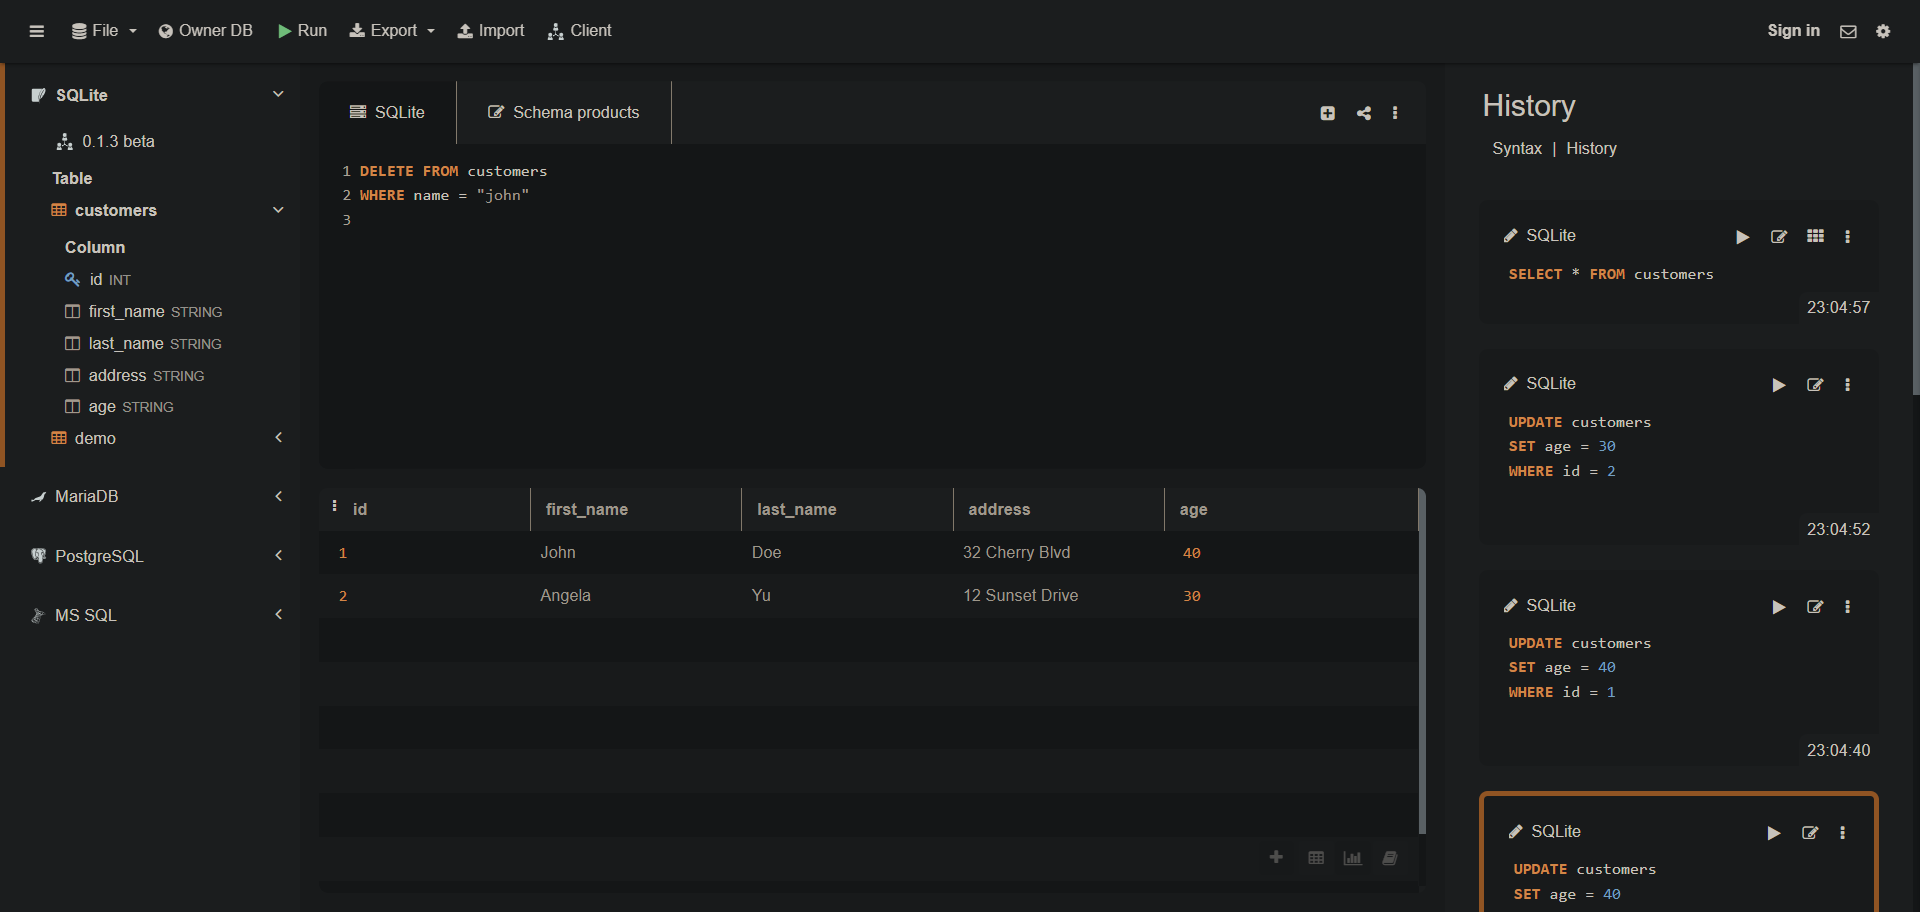 File Owner DB Run Export Import Client Sign in
SQLite
0.1.3 beta
Table
customers
Column
id INT
first_name STRING
last_name STRING
address STRING
age STRING
demo
MariaDB
PostgreSQL
MS SQL
SQLite Schema products
1 DELETE FROM customers
2 WHERE name = "john"
3
id first_name last_name address age
1 John Doe 32 Cherry Blvd 40
2 Angela Yu 12 Sunset Drive 30
History
Syntax | History
SQLite
SELECT * FROM customers
23:04:57
SQLite
UPDATE customers
SET age = 30
WHERE id = 2
23:04:52
SQLite
UPDATE customers
SET age = 40
WHERE id = 1
23:04:40
SQLite
UPDATE customers
SET age = 40